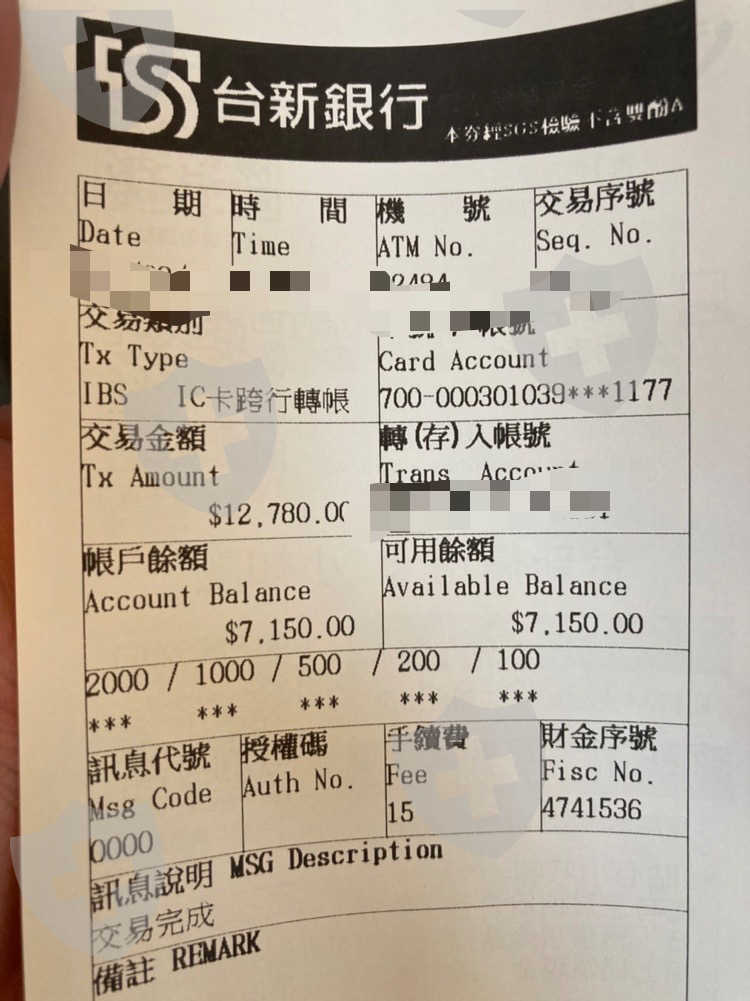 台新銀行
本券經SGS檢驗不含雙酚A
日期 時間 機號 交易序號
Date Time ATM No. Seq. No.
交易類別
Tx Type Card Account
IBS IC卡跨行轉帳 700-000301039***1177
交易金額 轉(存)入帳號
Tx Amount Trans. Account
$12,780.00
帳戶餘額 可用餘額
Account Balance Available Balance
$7,150.00 $7,150.00
2000 / 1000 / 500 / 200 / 100
*** *** *** *** ***
訊息代號 授權碼 手續費 財金序號
Msg Code Auth No. Fee Fisc No.
0000 15 4741536
訊息說明 MSG Description
交易完成
備註 REMARK